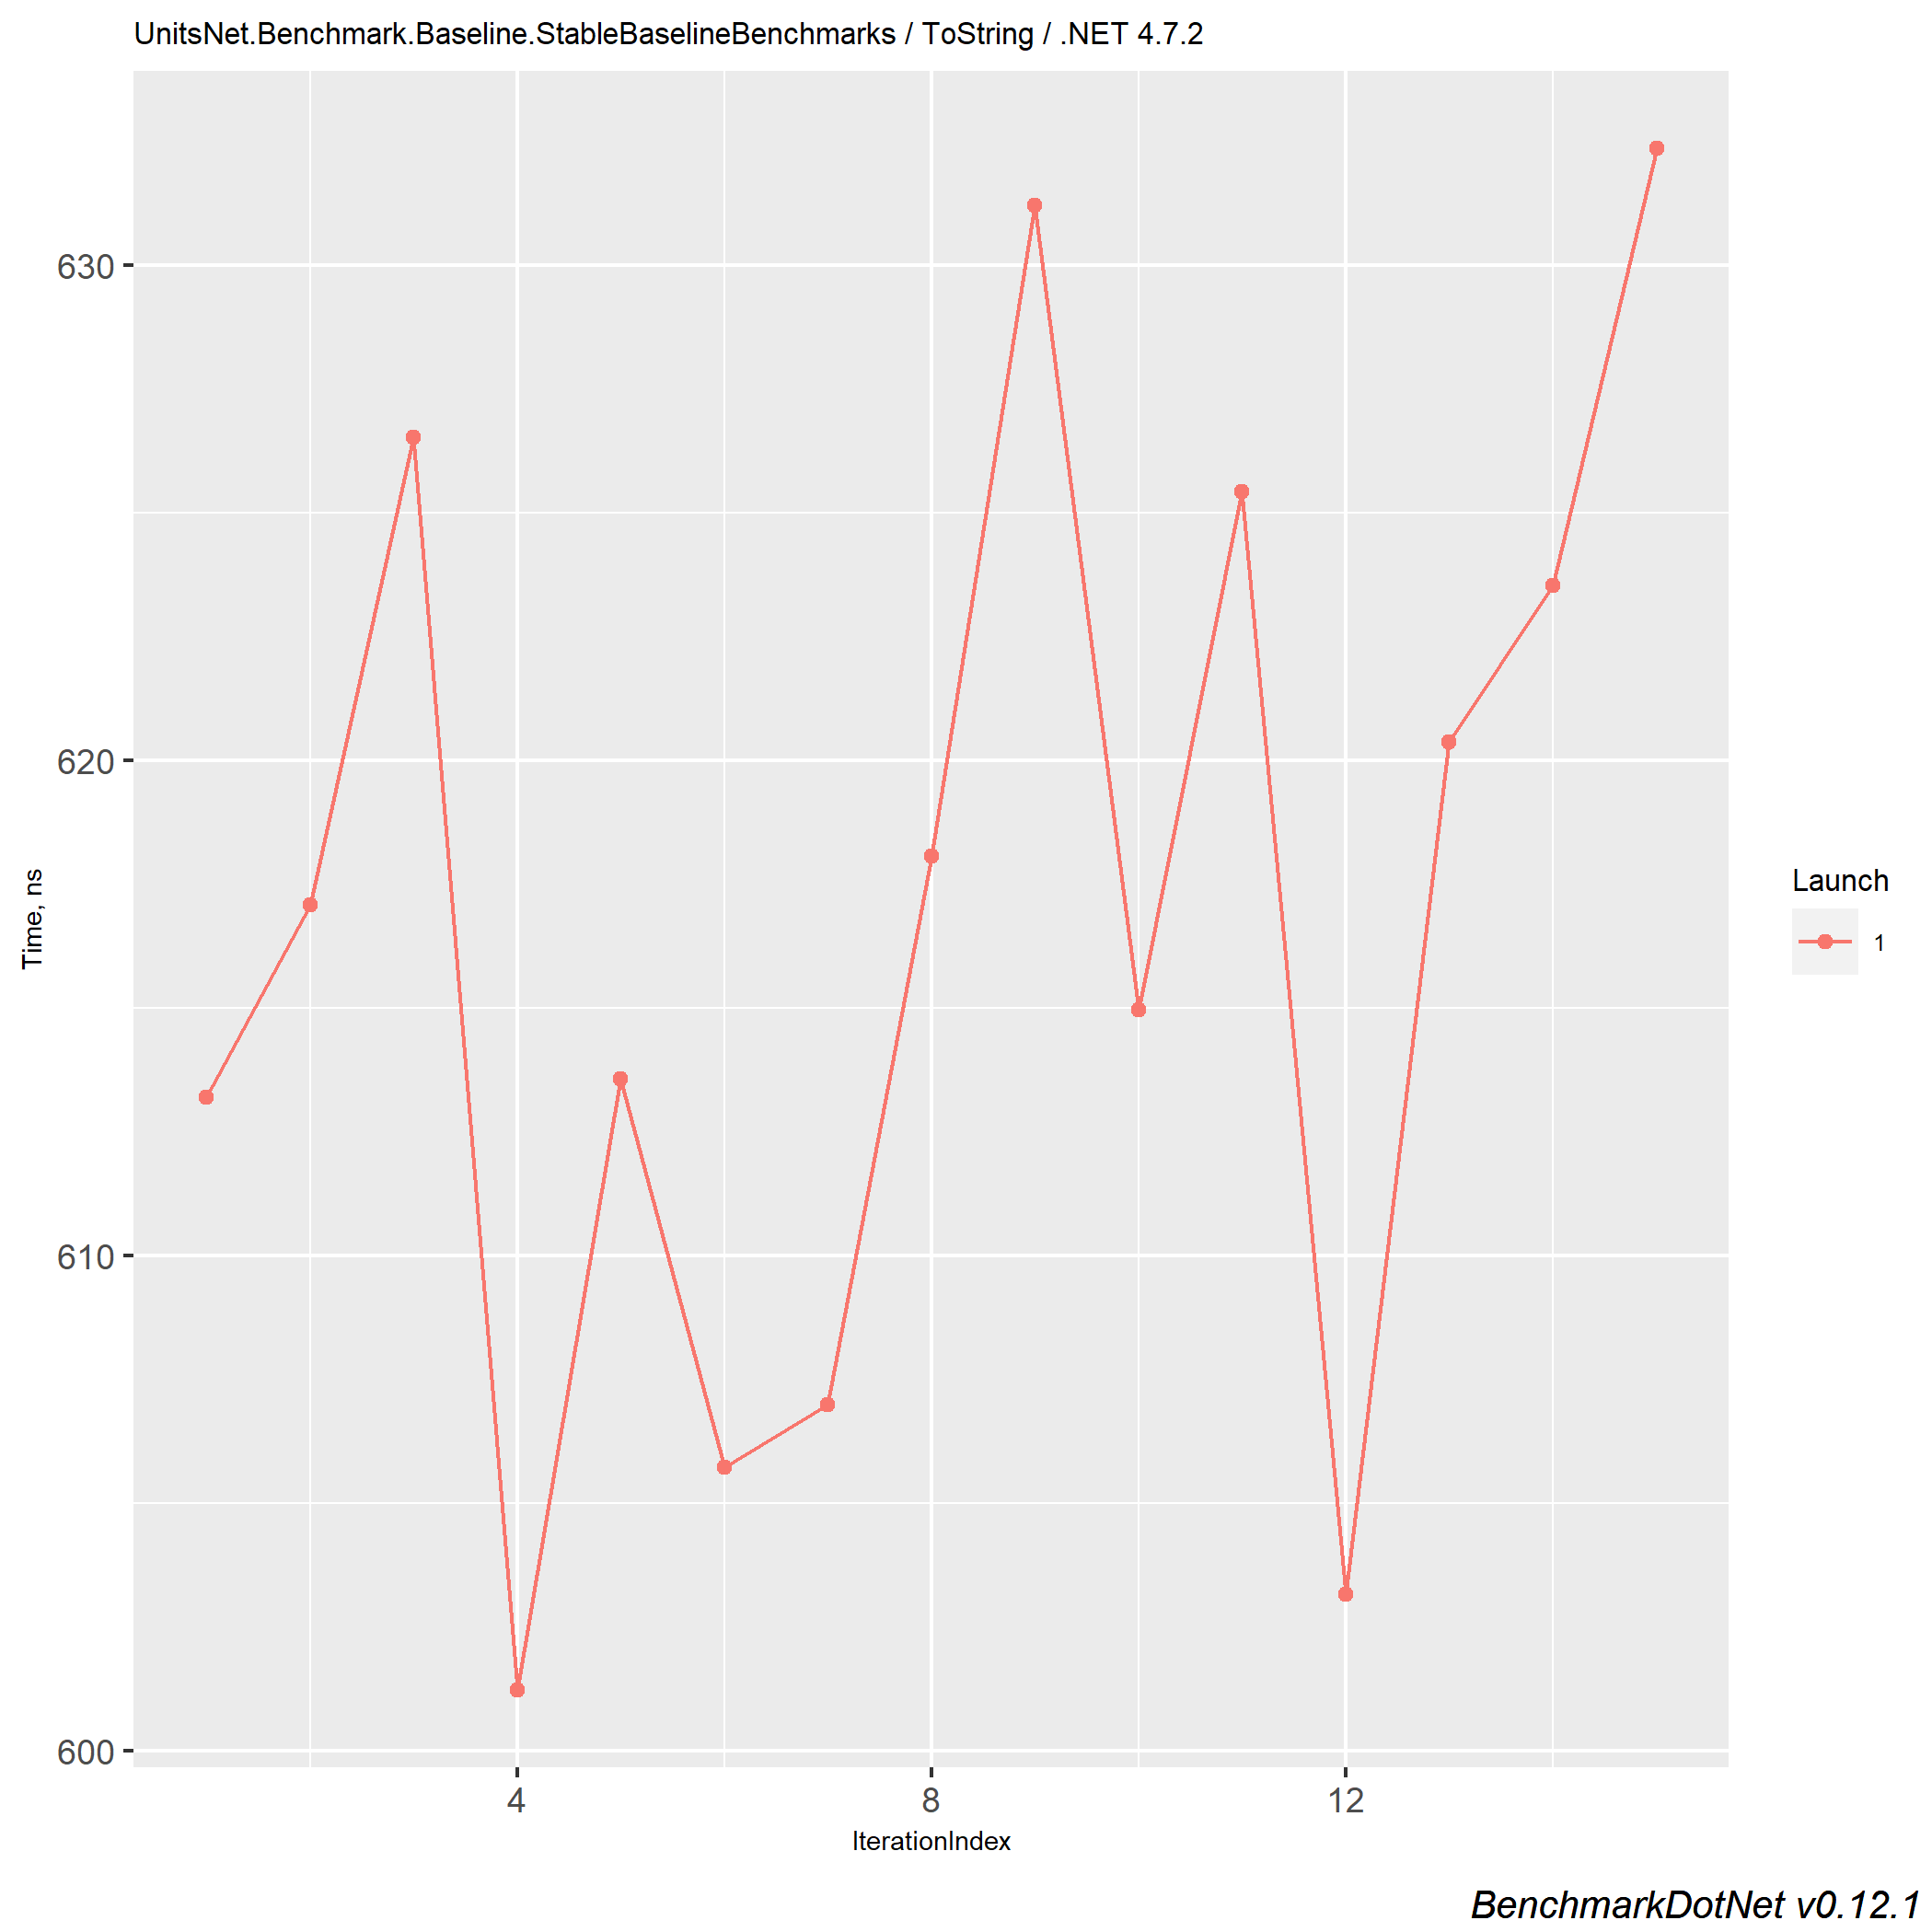 UnitsNet.Benchmark.Baseline.StableBaselineBenchmarks / ToString / .NET 4.7.2
630
620
610
600
Time, ns
4 8 12
IterationIndex
Launch
1
BenchmarkDotNet v0.12.1